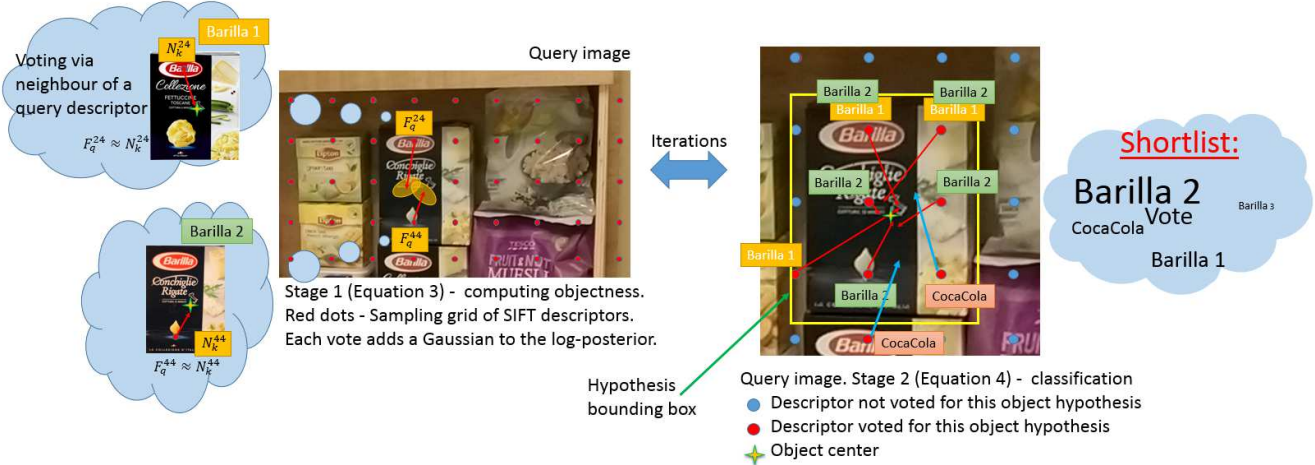 Barilla 1
Voting via
neighbour of a
query descriptor
N_k^24
Barilla
Collezione
FETTUCCINE
TOSCANE
F_q^24 ≈ N_k^24
Barilla 2
Barilla
Conchiglie
Rigate
N_k^44
F_q^44 ≈ N_k^44
Query image
F_q^24
Lipton
Barilla
Conchiglie
Rigate
Lipton
F_q^44
Barilla
TESCO
FRUIT & NUT
MUESLI
Stage 1 (Equation 3) - computing objectness.
Red dots - Sampling grid of SIFT descriptors.
Each vote adds a Gaussian to the log-posterior.
Iterations
Hypothesis
bounding box
Barilla 2
Barilla 2
Barilla 1
Barilla 1
Barilla
Conchiglie
Rigate
Barilla 2
Barilla 2
Barilla 1
Barilla 2
CocaCola
CocaCola
Query image. Stage 2 (Equation 4) - classification
Descriptor not voted for this object hypothesis
Descriptor voted for this object hypothesis
Object center
Shortlist:
Barilla 2
Barilla 3
Vote
CocaCola
Barilla 1